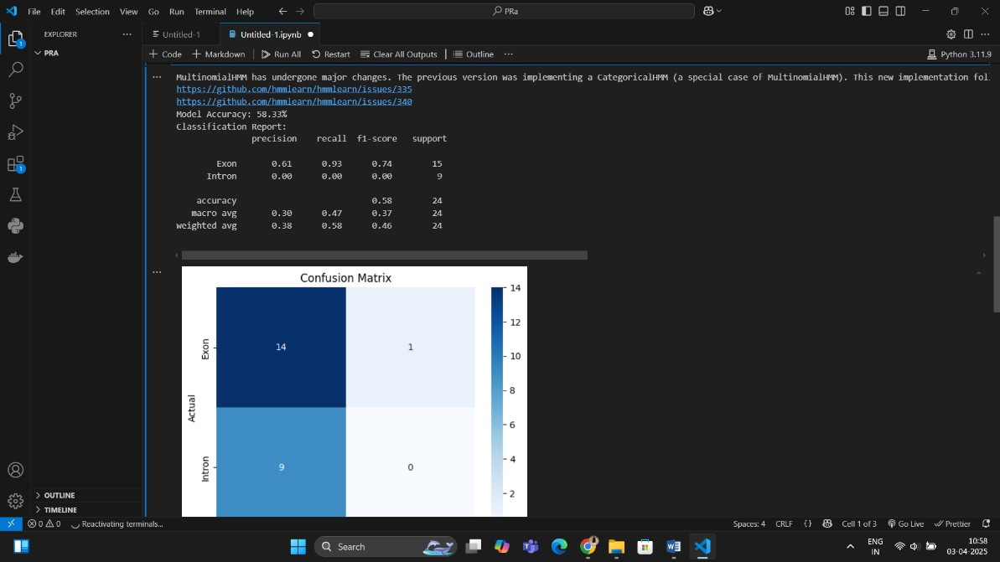 File Edit Selection View Go Run Terminal Help
PRa
EXPLORER
Untitled-1
Untitled-1.ipynb
PRA
Code
Markdown
Run All
Restart
Clear All Outputs
Outline
Python 3.11.9
MultinomialHMM has undergone major changes. The previous version was implementing a CategoricalHMM (a special case of MultinomialHMM). This new implementation fol
https://github.com/hmmlearn/hmmlearn/issues/335
https://github.com/hmmlearn/hmmlearn/issues/340
Model Accuracy: 58.33%
Classification Report:
precision recall f1-score support
Exon 0.61 0.93 0.74 15
Intron 0.00 0.00 0.00 9
accuracy 0.58 24
macro avg 0.30 0.47 0.37 24
weighted avg 0.38 0.58 0.46 24
Confusion Matrix
14
12
10
8
6
4
2
Exon
14 1
Actual
Intron
9 0
1
1
OUTLINE
TIMELINE
0 0 Reactivating terminals...
Spaces: 4 CRLF {} Cell 1 of 3 Go Live Prettier
Search
ENG
IN
10:58
03-04-2025